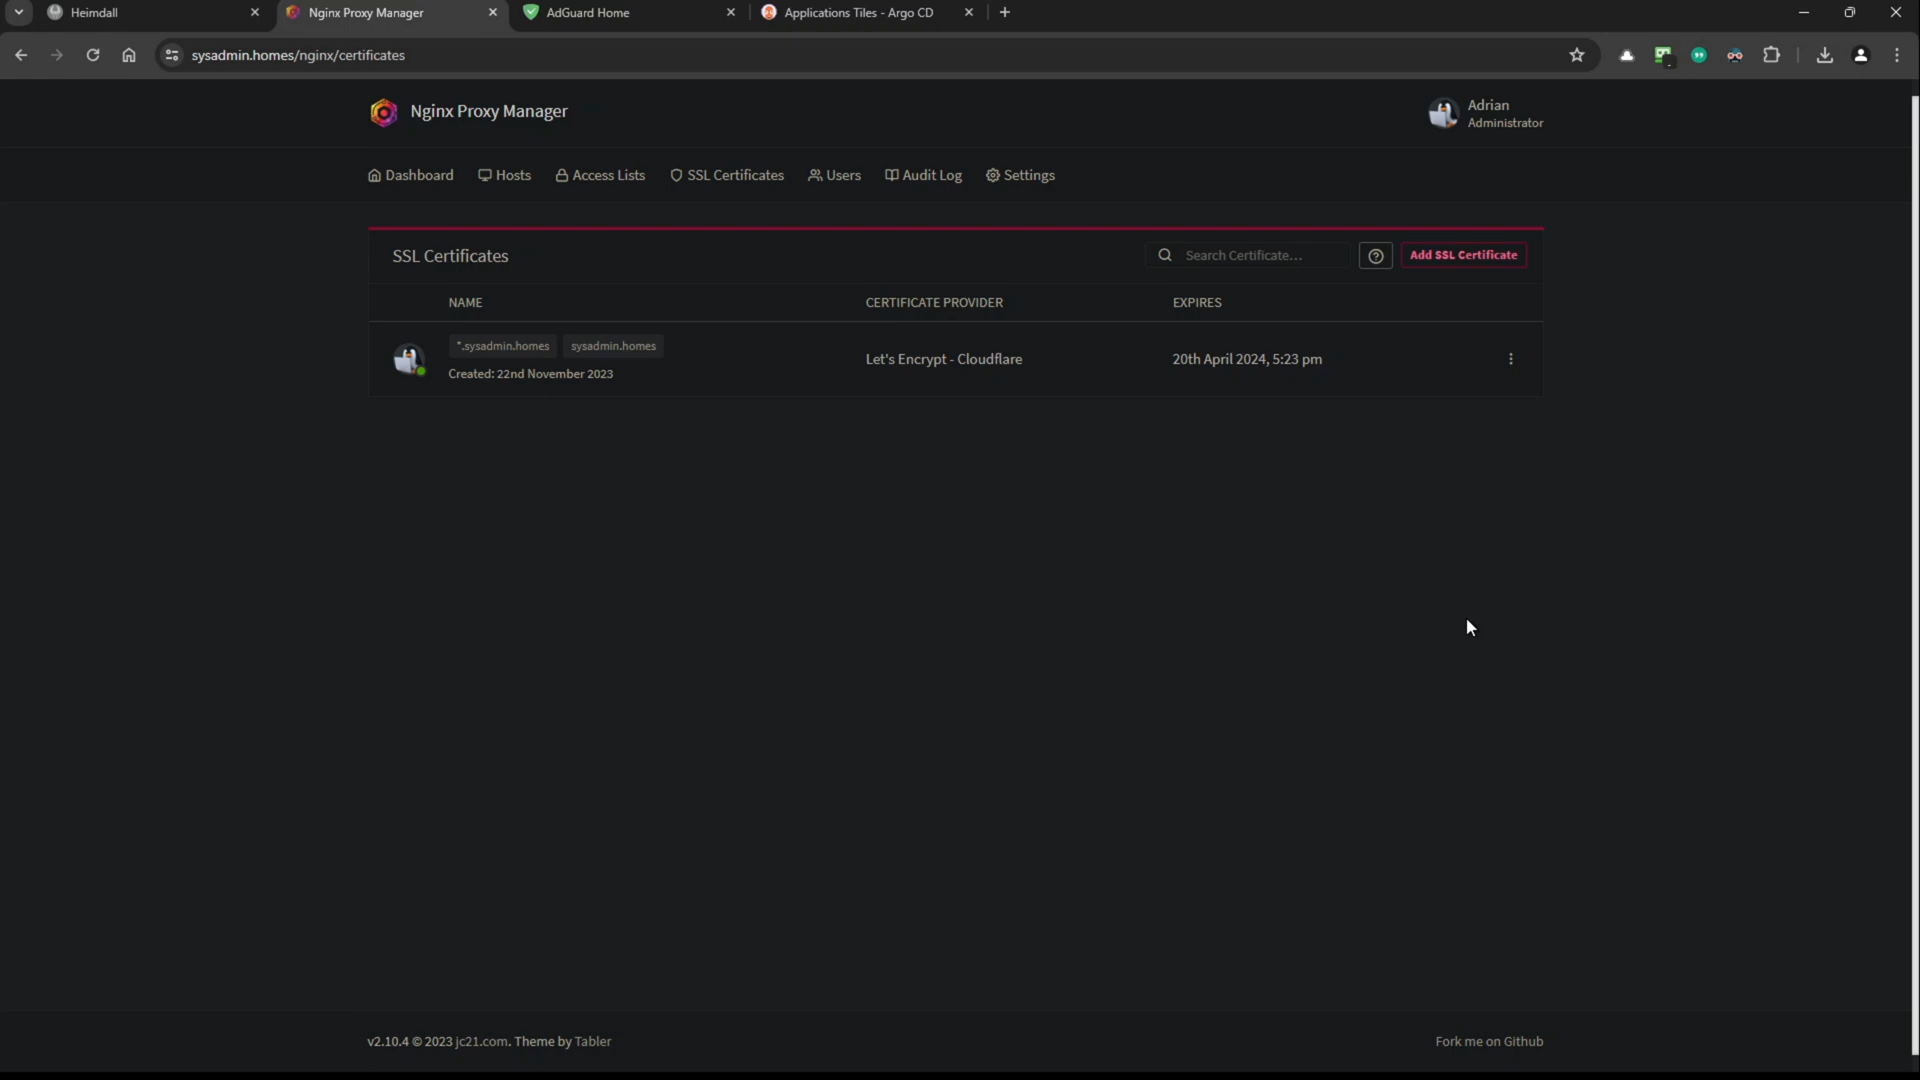 Heimdall
Nginx Proxy Manager
AdGuard Home
Applications Tiles - Argo CD
sysadmin.homes/nginx/certificates
Nginx Proxy Manager
Adrian
Administrator
Dashboard
Hosts
Access Lists
SSL Certificates
Users
Audit Log
Settings
SSL Certificates
Search Certificate...
Add SSL Certificate
NAME
CERTIFICATE PROVIDER
EXPIRES
*.sysadmin.homes
sysadmin.homes
Created: 22nd November 2023
Let's Encrypt - Cloudflare
20th April 2024, 5:23 pm
v2.10.4 © 2023 jc21.com. Theme by Tabler
Fork me on Github